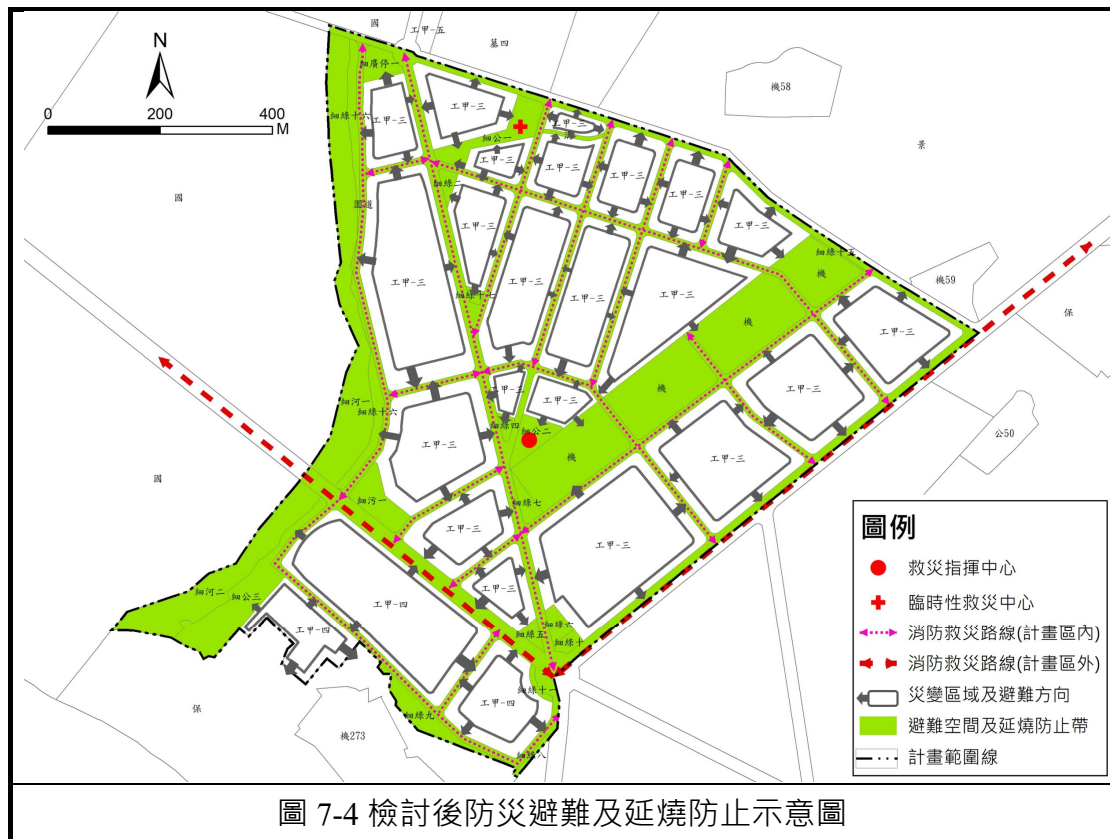 國
工甲-五
墓四
N
0 200 400
M
機58
細廣停一
工甲-三
工甲-三
細綠十六
工甲-三
細公一
景
工甲-三
工甲-三
工甲-三
工甲-三
國
細綠二
園道
工甲-三
工甲-三
細綠十五
工甲-三
機
工甲-三
工甲-三
工甲-三
機59
細綠十七
保
機
工甲-三
工甲-三
機
工甲-三
工甲-三
細河一
細綠十六
細綠四
細公二
公50
工甲-三
工甲-三
機
國
細污一
細綠七
工甲-三
工甲-三
工甲-三
細河二
細公三
工甲-四
工甲-四
細綠六
細綠五
細綠十
細綠十一
工甲-四
保
細綠九
機273
細綠八
圖例
救災指揮中心
臨時性救災中心
消防救災路線(計畫區內)
消防救災路線(計畫區外)
災變區域及避難方向
避難空間及延燒防止帶
計畫範圍線
圖 7-4 檢討後防災避難及延燒防止示意圖